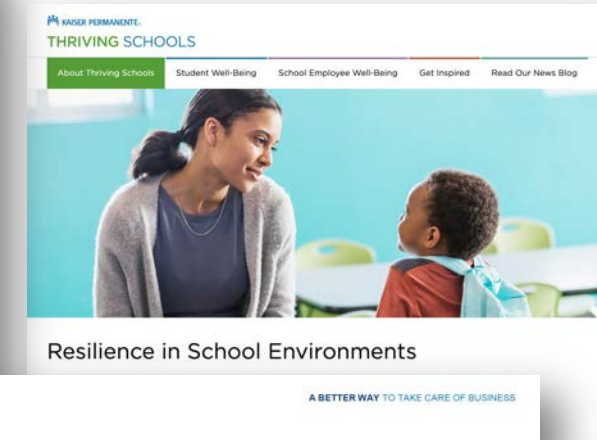 KAISER PERMANENTE.
THRIVING SCHOOLS
About Thriving Schools Student Well-Being School Employee Well-Being Get Inspired Read Our News Blog
Resilience in School Environments
A BETTER WAY TO TAKE CARE OF BUSINESS